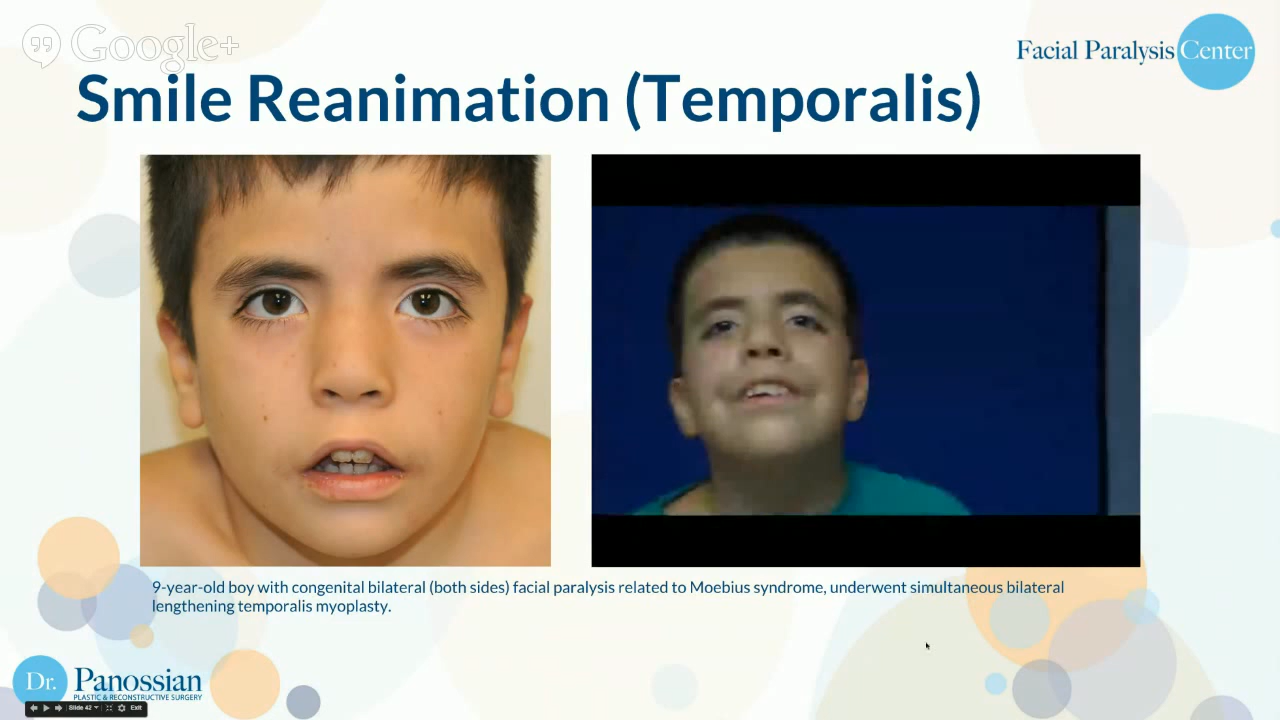 Google+
Facial Paralysis Center
Smile Reanimation (Temporalis)
9-year-old boy with congenital bilateral (both sides) facial paralysis related to Moebius syndrome, underwent simultaneous bilateral
lengthening temporalis myoplasty.
Dr. Panossian
PLASTIC & RECONSTRUCTIVE SURGERY
Slide 42 Exit